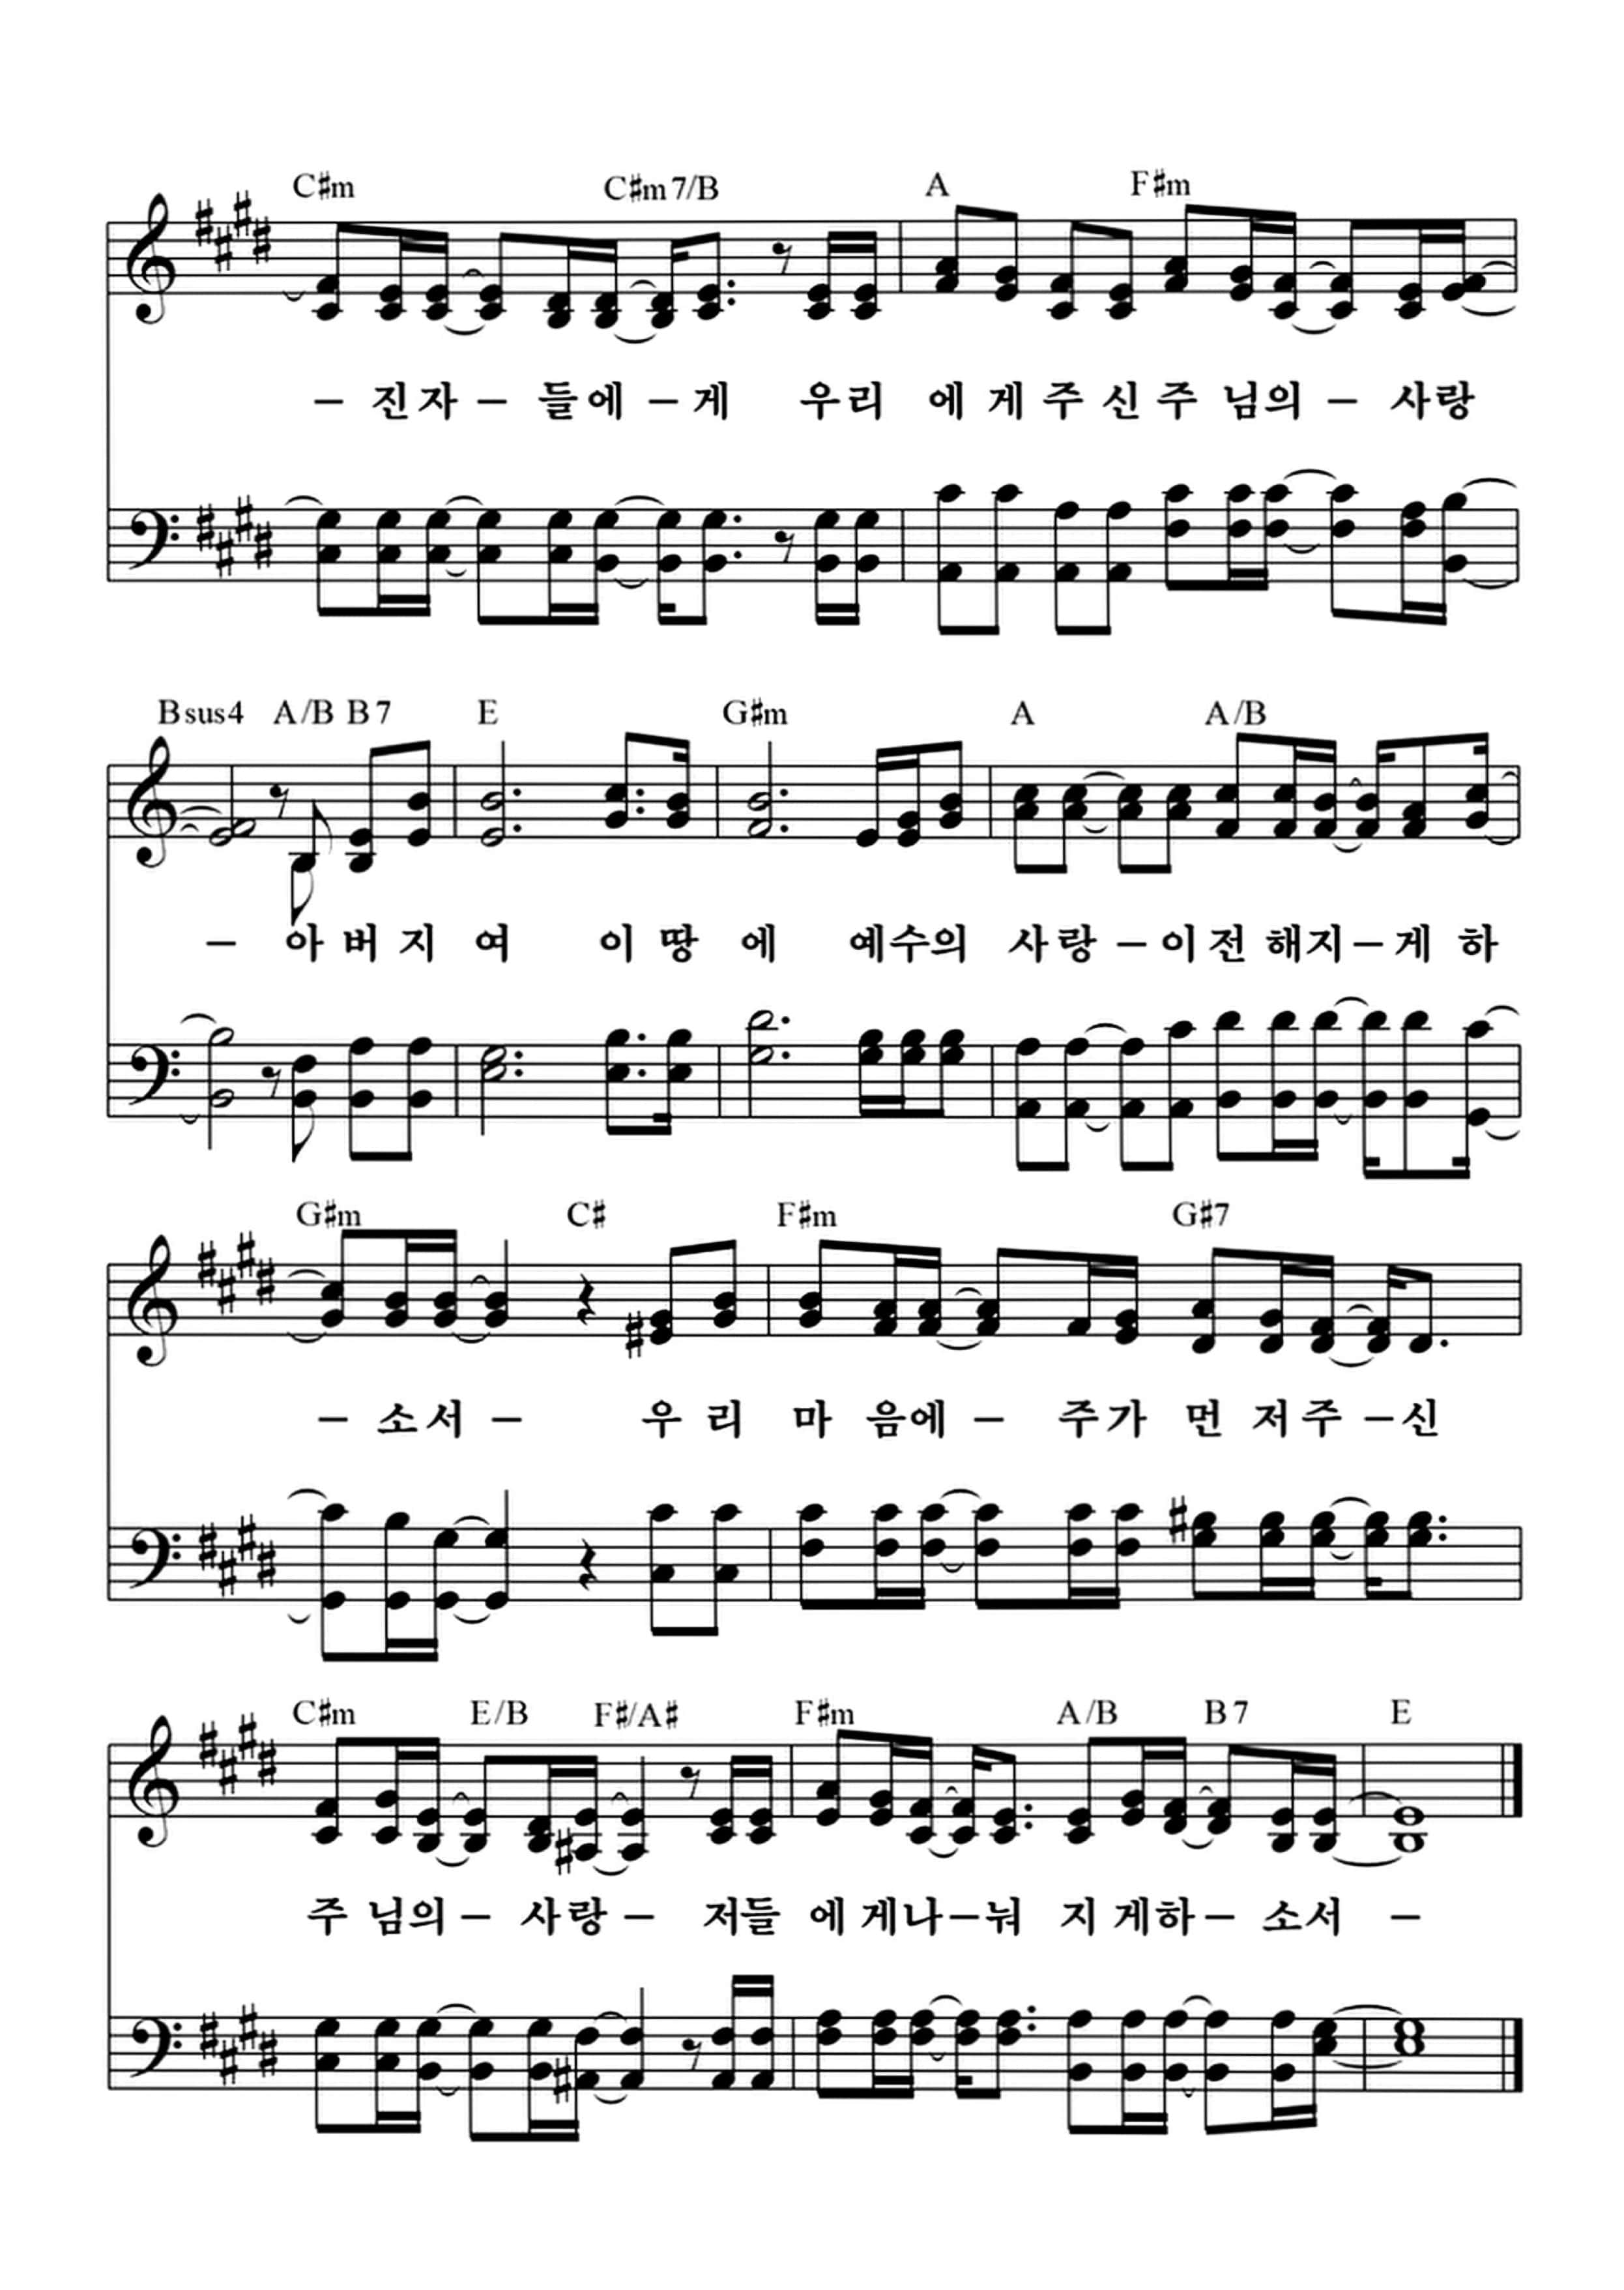 C♯m C♯m7/B A F♯m
– 진자 – 들에 – 게 우리 에 게 주 신 주 님의 – 사랑
Bsus4 A/B B7 E G♯m A A/B
– 아 버 지 여 이 땅 에 예수의 사 랑 – 이 전 해지 – 게 하
G♯m C♯ F♯m G♯7
– 소서 – 우 리 마 음에 – 주가 먼 저주 – 신
C♯m E/B F♯/A♯ F♯m A/B B7 E
주 님의 – 사랑 – 저들 에 게나 – 눠 지 게하 – 소서 –